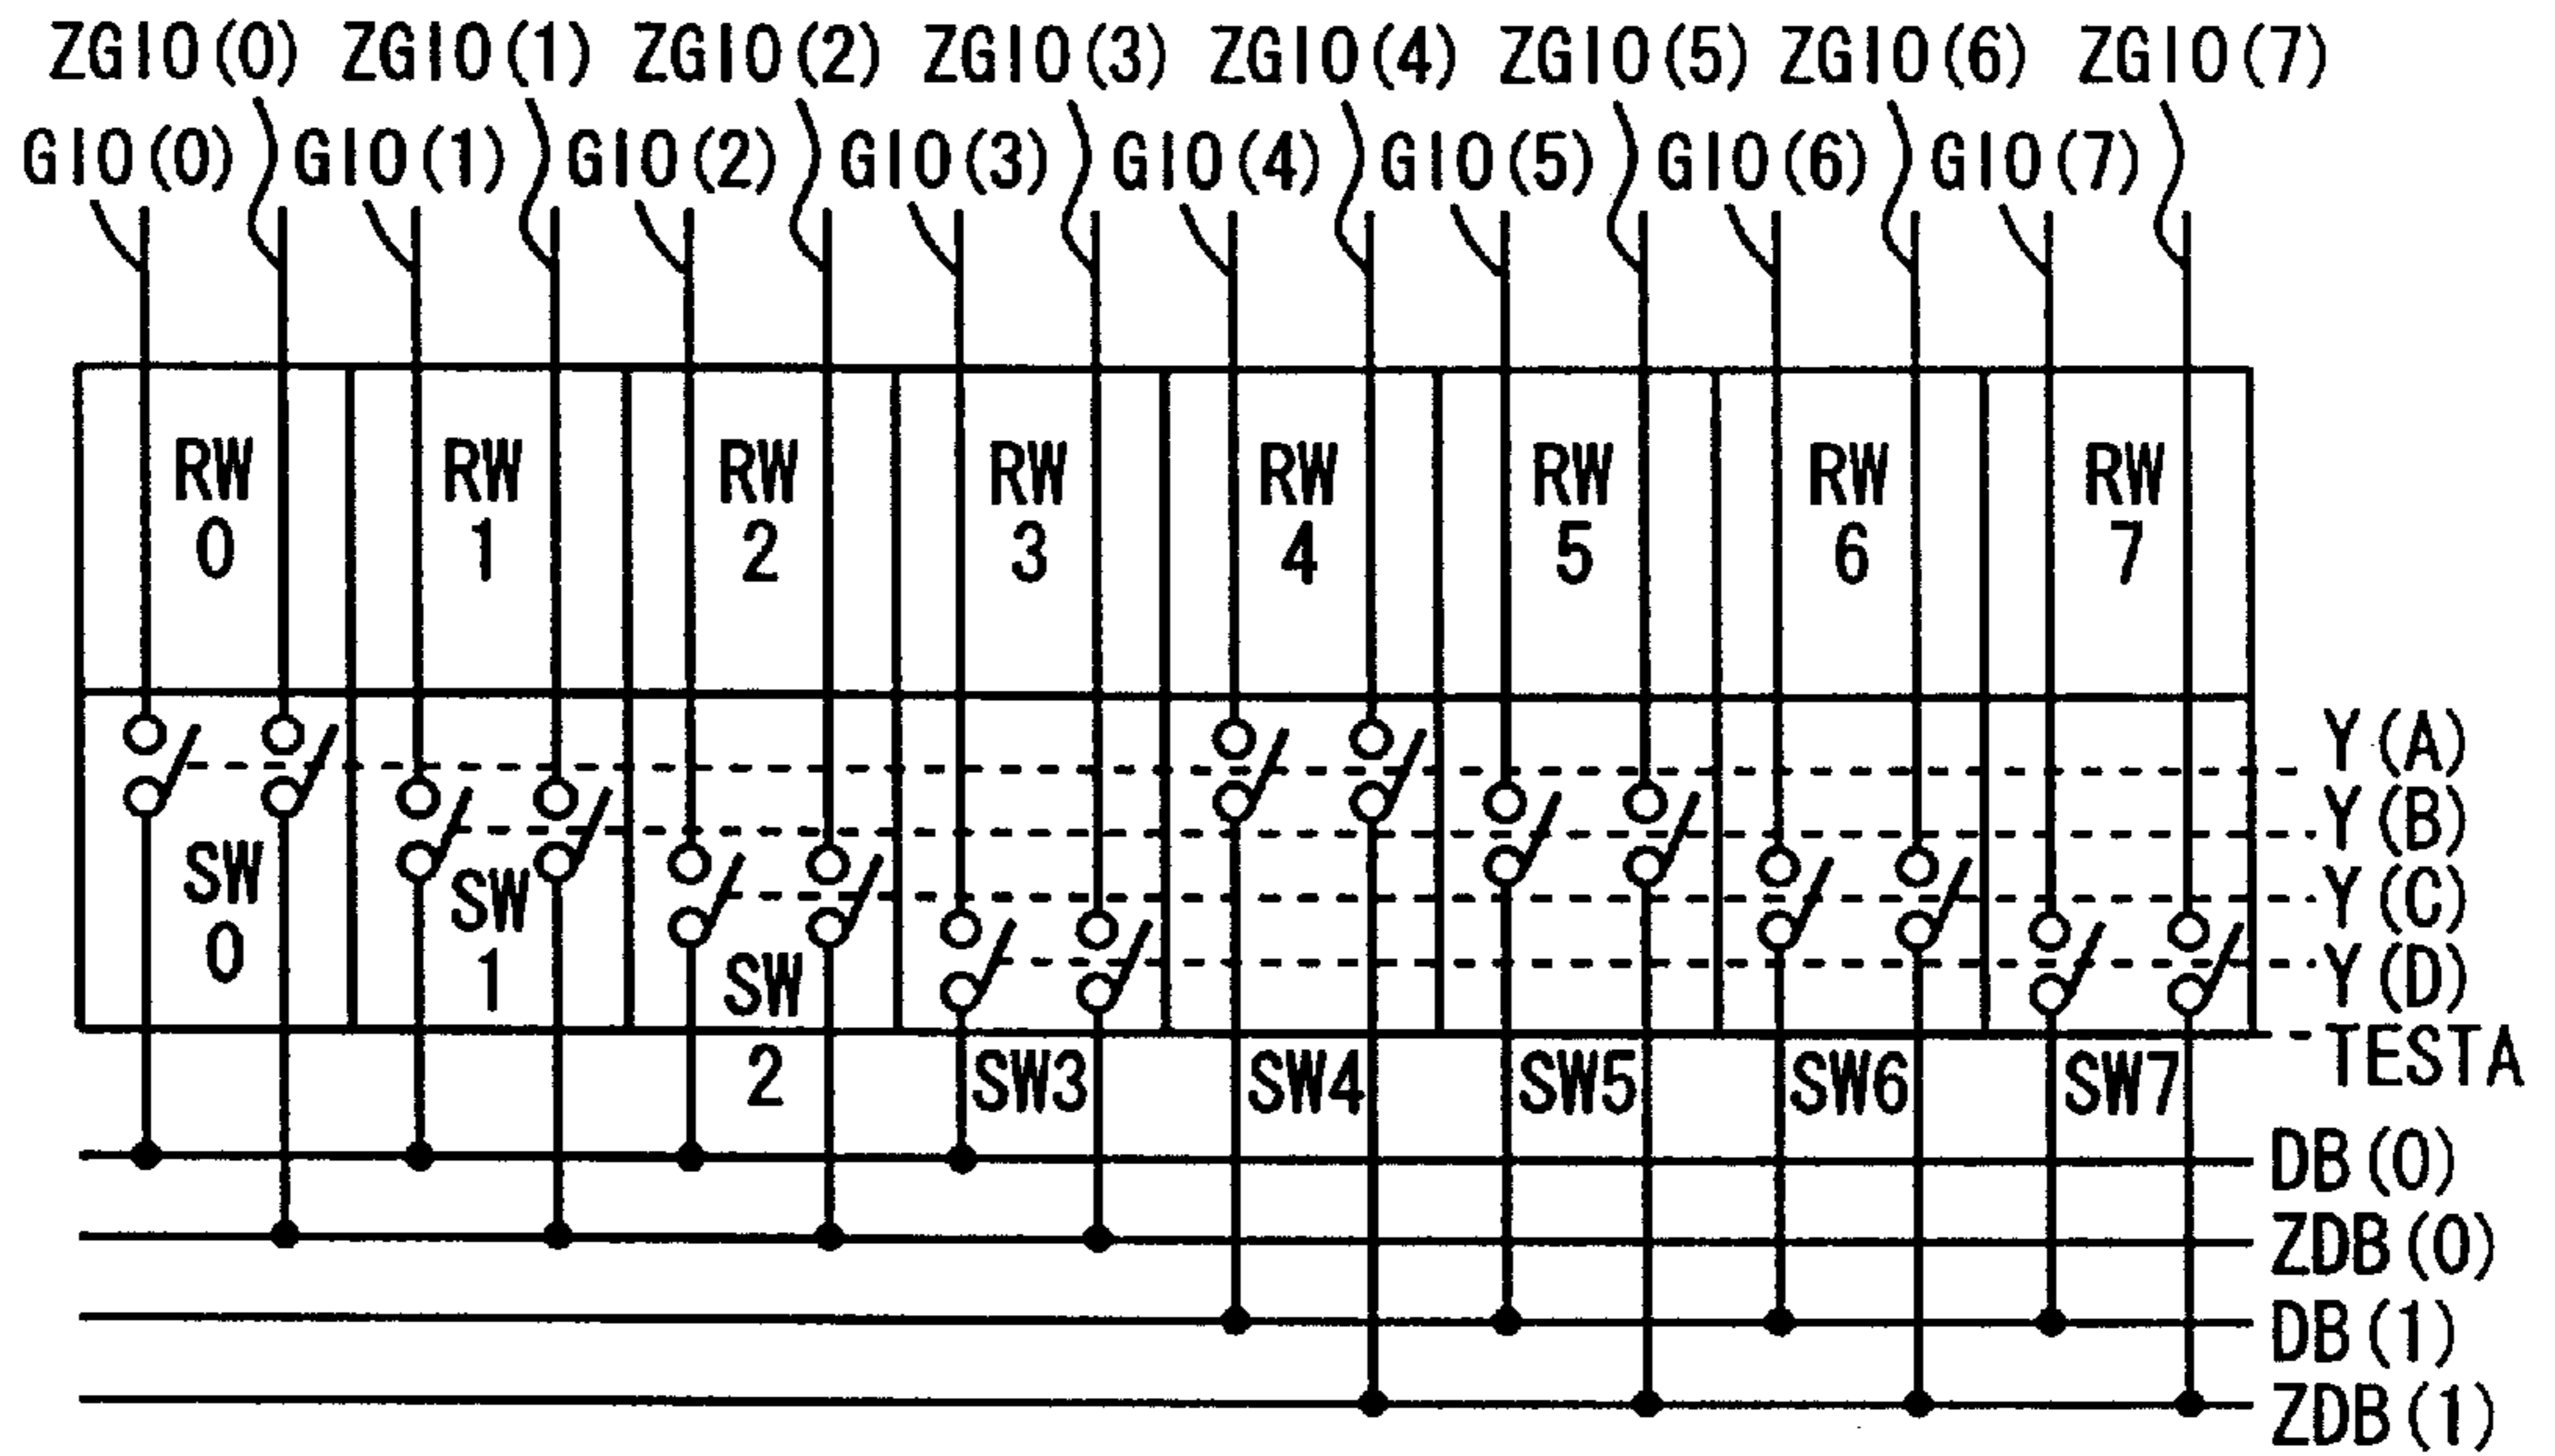 ZGIO(0) ZGIO(1) ZGIO(2) ZGIO(3) ZGIO(4) ZGIO(5) ZGIO(6) ZGIO(7)
GIO(0) GIO(1) GIO(2) GIO(3) GIO(4) GIO(5) GIO(6) GIO(7)
RW RW RW RW RW RW RW RW
0 1 2 3 4 5 6 7
Y(A)
Y(B)
SW
0
SW
1
Y(C)
SW
2
Y(D)
TESTA
SW3 SW4 SW5 SW6 SW7
DB(0)
ZDB(0)
DB(1)
ZDB(1)